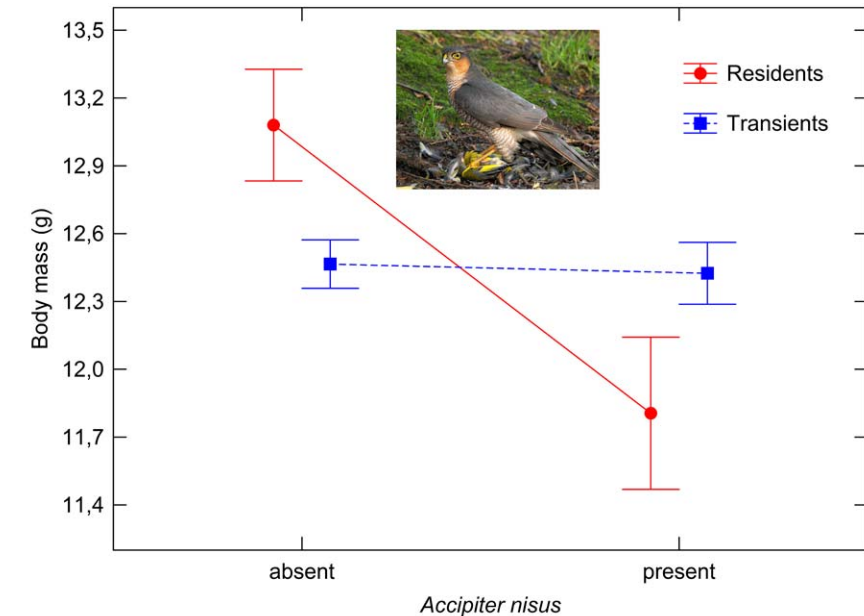 13,5
13,2
12,9
12,6
12,3
12,0
11,7
11,4
Body mass (g)
Residents
Transients
absent
present
Accipiter nisus